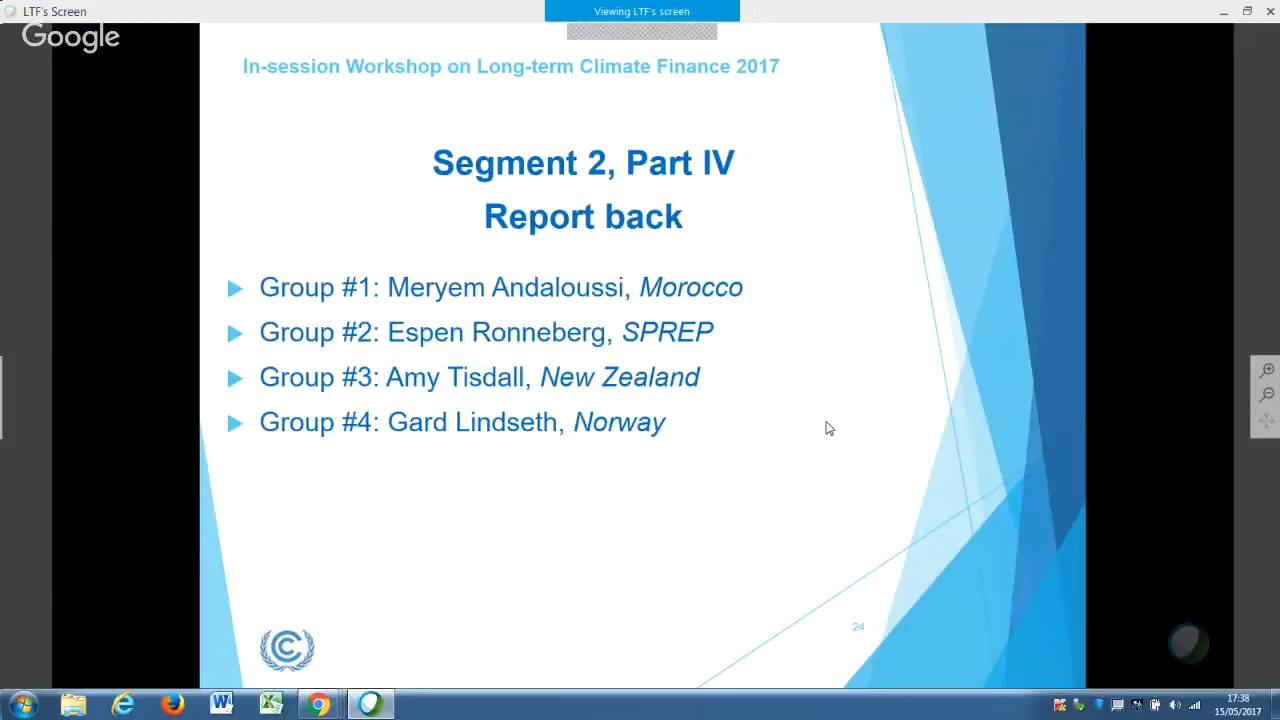 LTF's Screen
Viewing LTF's screen
Google
In-session Workshop on Long-term Climate Finance 2017
Segment 2, Part IV
Report back
Group #1: Meryem Andaloussi, Morocco
Group #2: Espen Ronneberg, SPREP
Group #3: Amy Tisdall, New Zealand
Group #4: Gard Lindseth, Norway
24
17:38
15/05/2017